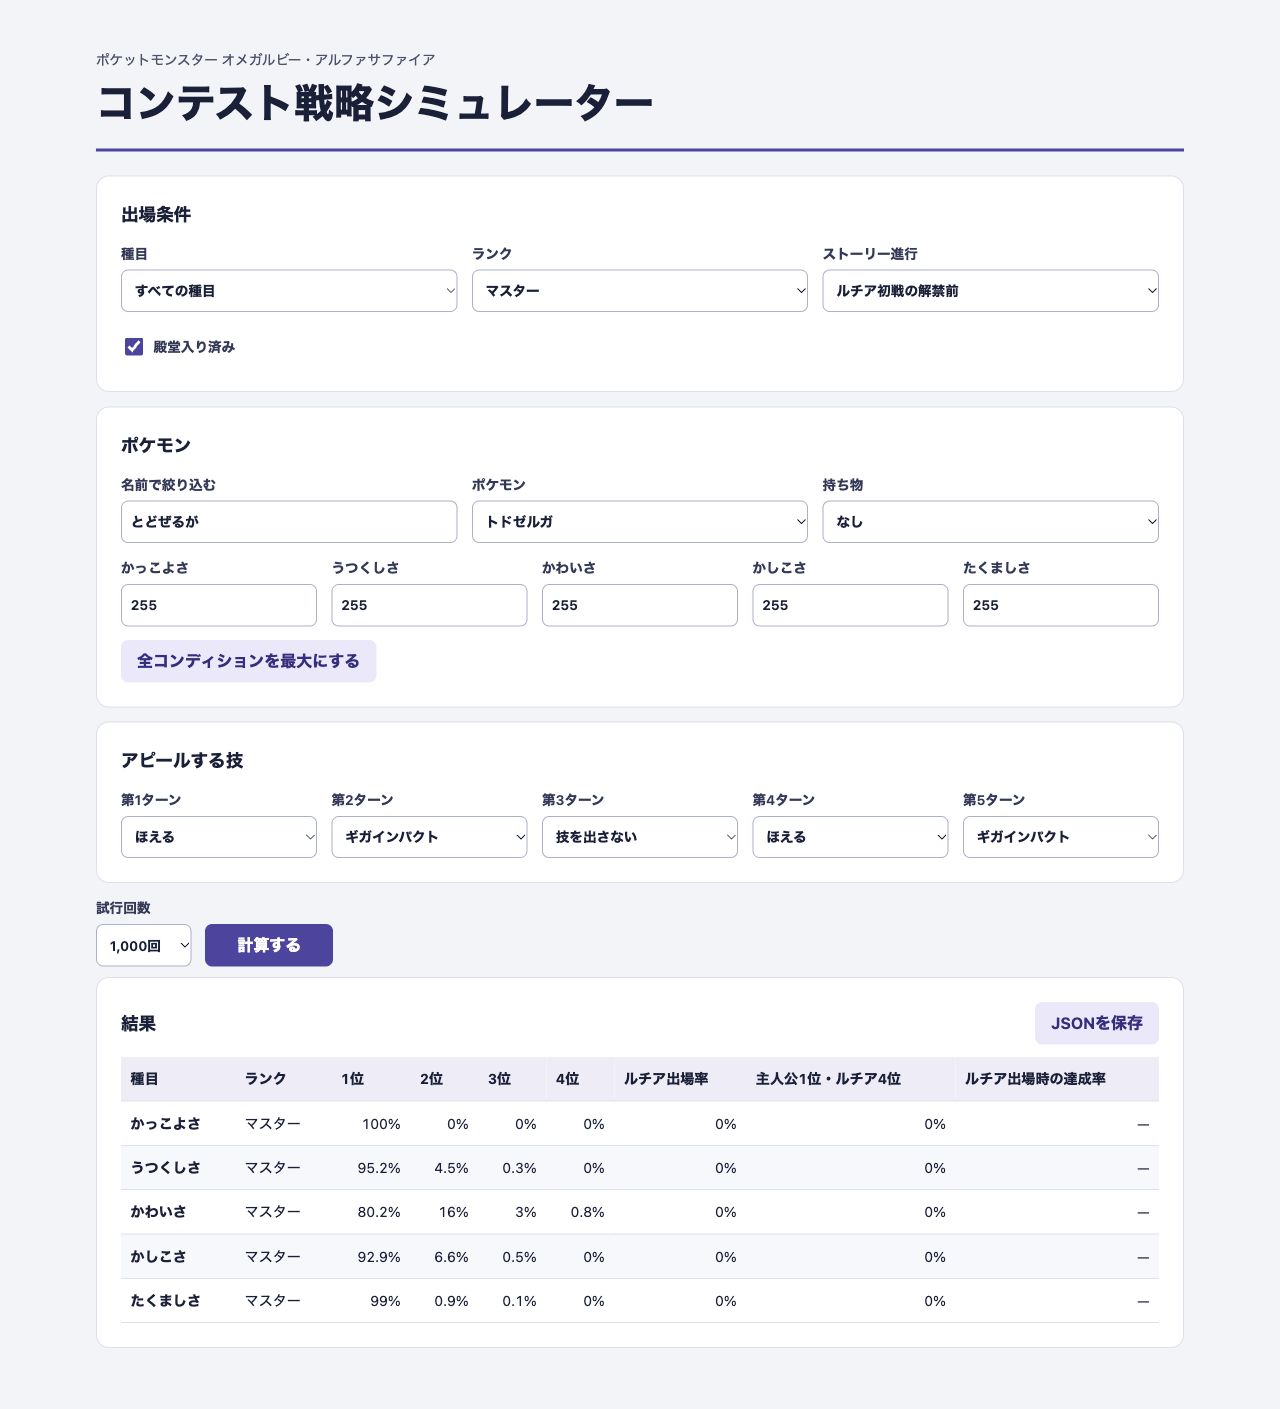 ポケットモンスター オメガルビー・アルファサファイア
コンテスト戦略シミュレーター
出場条件
種目 ランク ストーリー進行
すべての種目 マスター ルチア初戦の解禁前
殿堂入り済み
ポケモン
名前で絞り込む ポケモン 持ち物
とどぜるが トドゼルガ なし
かっこよさ うつくしさ かわいさ かしこさ たくましさ
255 255 255 255 255
全コンディションを最大にする
アピールする技
第1ターン 第2ターン 第3ターン 第4ターン 第5ターン
ほえる ギガインパクト 技を出さない ほえる ギガインパクト
試行回数
1,000回 計算する
結果 JSONを保存
種目 ランク 1位 2位 3位 4位 ルチア出場率 主人公1位・ルチア4位 ルチア出場時の達成率
かっこよさ マスター 100% 0% 0% 0% 0% 0% —
うつくしさ マスター 95.2% 4.5% 0.3% 0% 0% 0% —
かわいさ マスター 80.2% 16% 3% 0.8% 0% 0% —
かしこさ マスター 92.9% 6.6% 0.5% 0% 0% 0% —
たくましさ マスター 99% 0.9% 0.1% 0% 0% 0% —